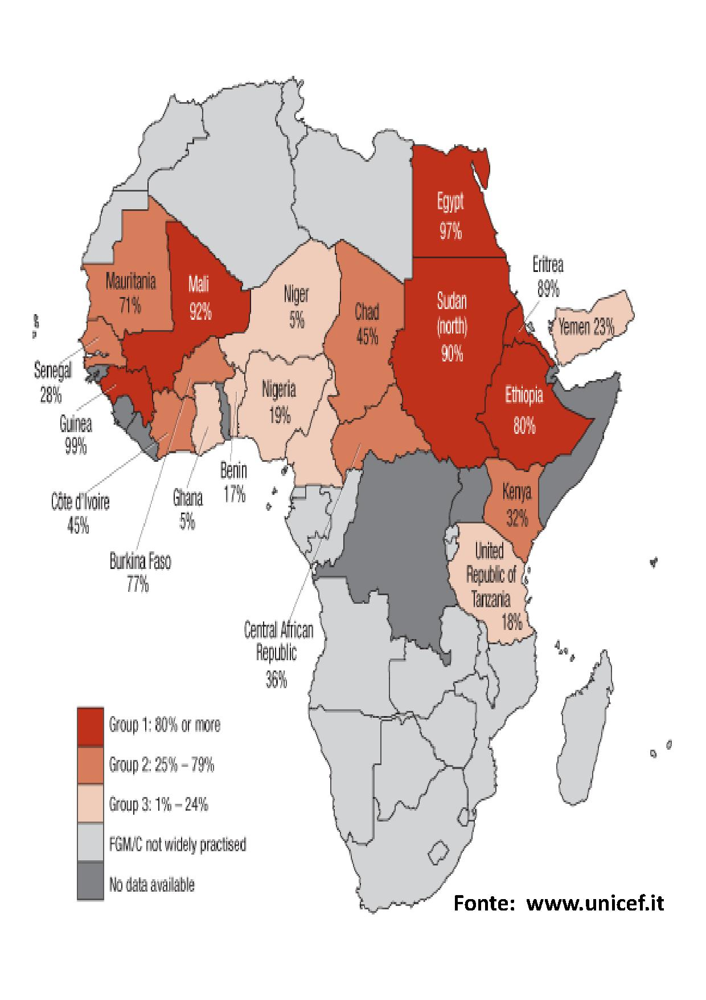 Egypt
97%
Eritrea
89%
Mauritania
71%
Mali
92%
Niger
5%
Chad
45%
Sudan
(north)
90%
Yemen 23%
Senegal
28%
Nigeria
19%
Ethiopia
80%
Guinea
99%
Benin
17%
Côte d'Ivoire
45%
Ghana
5%
Kenya
32%
Burkina Faso
77%
United
Republic of
Tanzania
18%
Central African
Republic
36%
Group 1: 80% or more
Group 2: 25% – 79%
Group 3: 1% – 24%
FGM/C not widely practised
No data available
Fonte: www.unicef.it